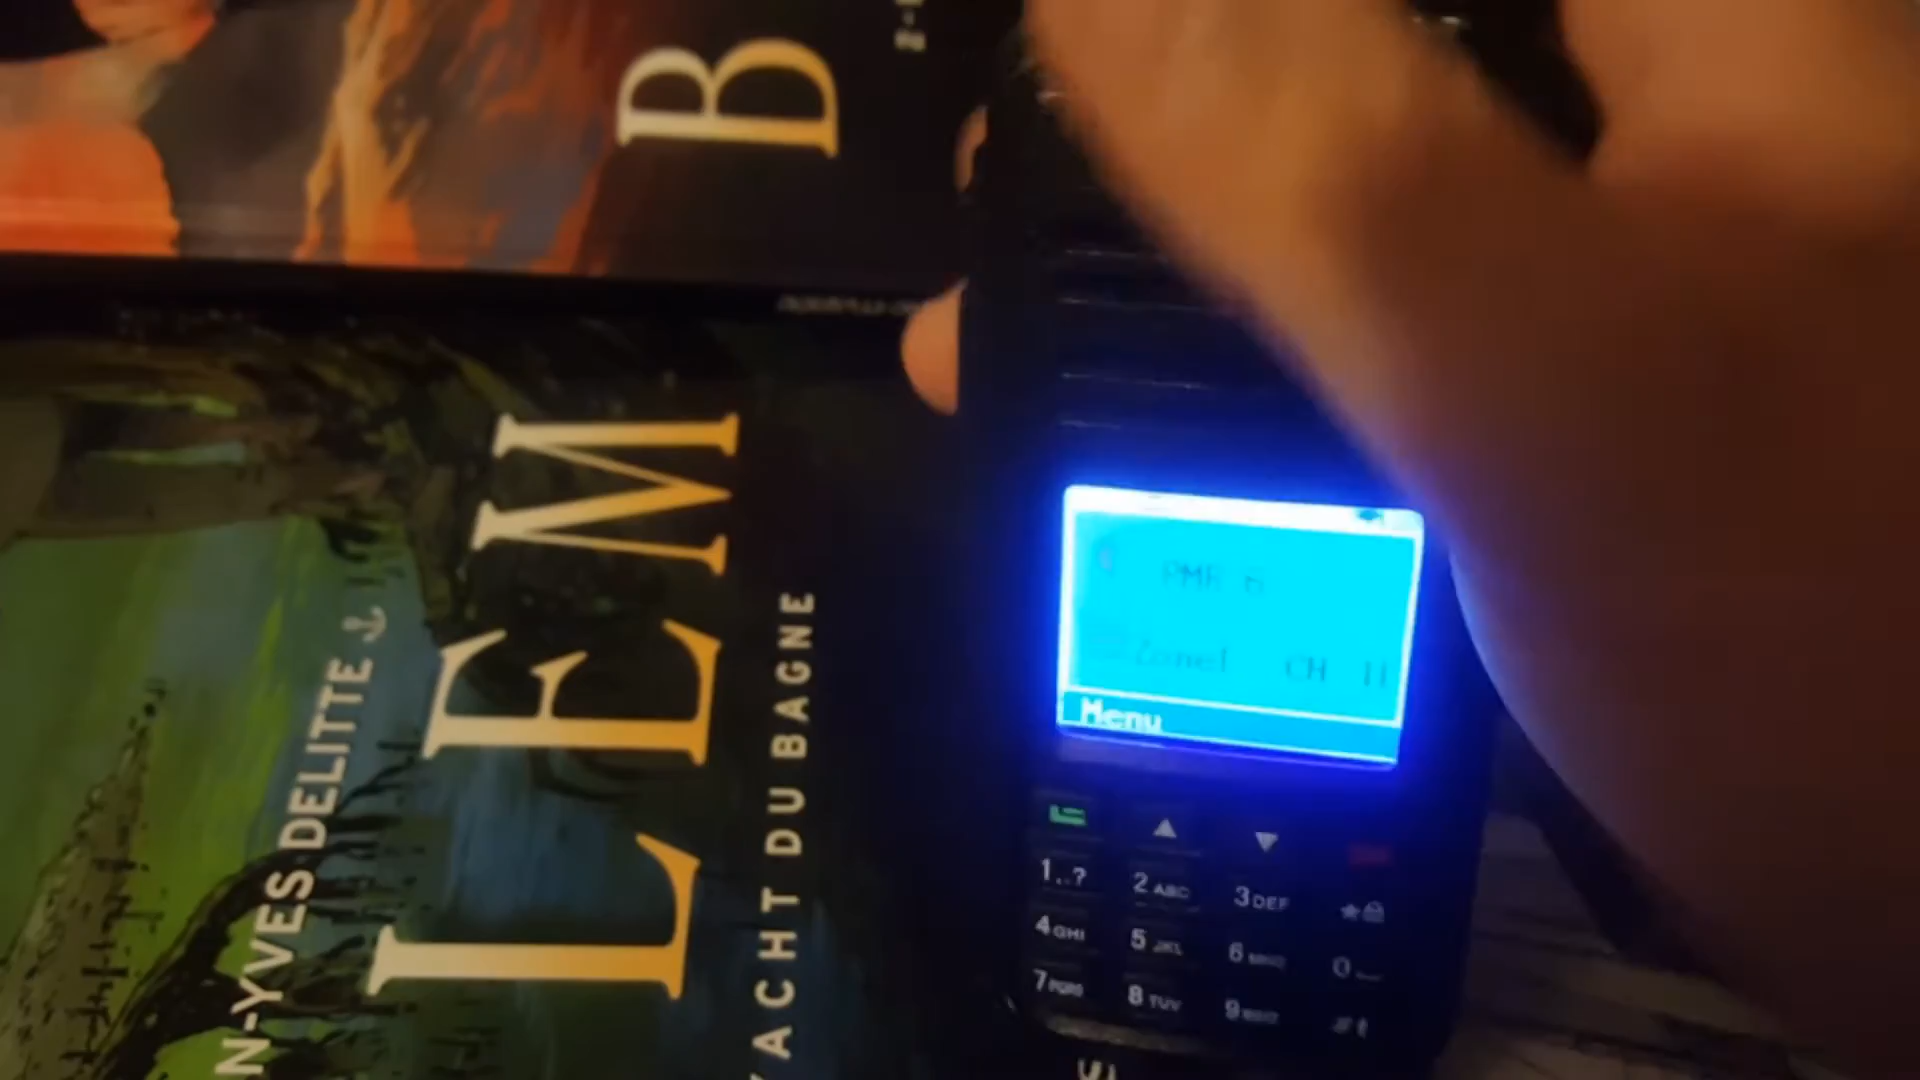 B
LEM
YACHT DU BAGNE
N-YVES DELITTE
PMR 6
Zone1 CH 11
Menu
1..?
2 ABC
3 DEF
4 GHI
5 JKL
6 MNO
0
7 PQRS
8 TUV
9
S